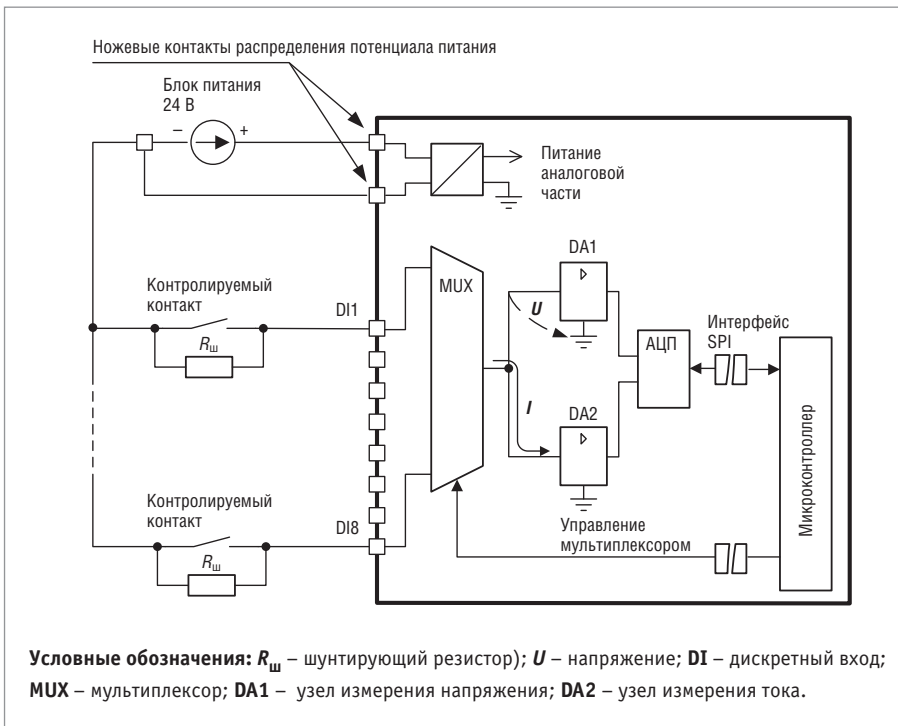 Ножевые контакты распределения потенциала питания
Блок питания
24 В
–
+
Питание
аналоговой
части
Контролируемый
контакт
Rш
DI1
MUX
DA1
U
I
DA2
АЦП
Интерфейс
SPI
Микроконтроллер
Контролируемый
контакт
Rш
DI8
Управление
мультиплексором
Условные обозначения: Rш – шунтирующий резистор); U – напряжение; DI – дискретный вход;
MUX – мультиплексор; DA1 – узел измерения напряжения; DA2 – узел измерения тока.